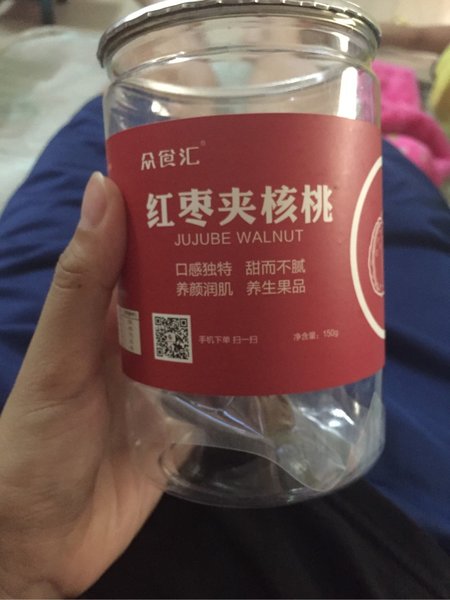 众食汇®
红枣夹核桃
JUJUBE WALNUT
口感独特 甜而不腻
养颜润肌 养生果品
手机下单 扫一扫
净含量：150g